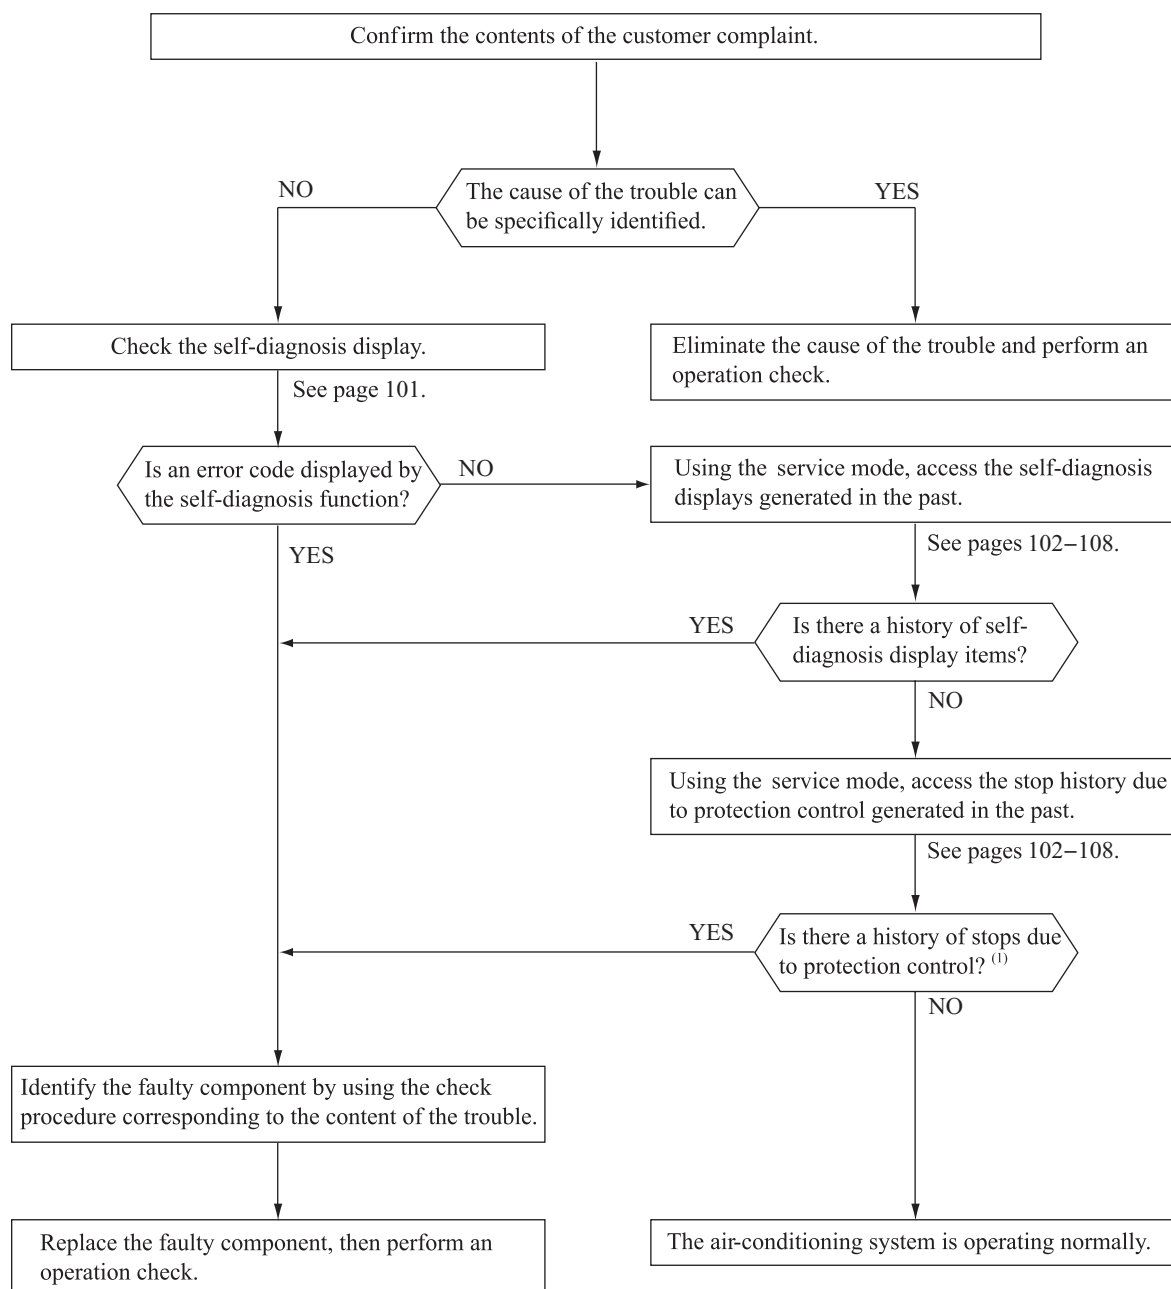 Confirm the contents of the customer complaint.
NO
The cause of the trouble can
be specifically identified.
YES
Check the self-diagnosis display.
See page 101.
Eliminate the cause of the trouble and perform an
operation check.
Is an error code displayed by
the self-diagnosis function?
NO
YES
Using the service mode, access the self-diagnosis
displays generated in the past.
See pages 102–108.
YES
Is there a history of self-
diagnosis display items?
NO
Using the service mode, access the stop history due
to protection control generated in the past.
See pages 102–108.
YES
Is there a history of stops due
to protection control? (1)
NO
Identify the faulty component by using the check
procedure corresponding to the content of the trouble.
Replace the faulty component, then perform an
operation check.
The air-conditioning system is operating normally.